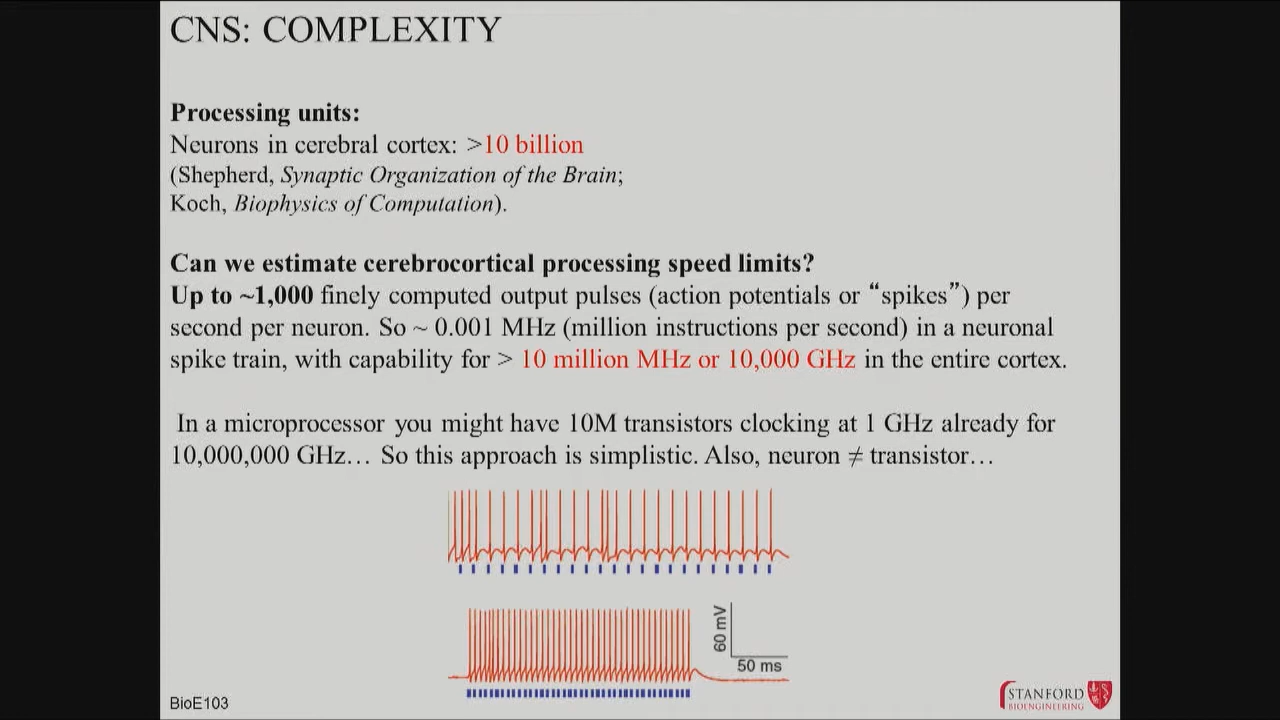 CNS: COMPLEXITY
Processing units:
Neurons in cerebral cortex: >10 billion
(Shepherd, Synaptic Organization of the Brain;
Koch, Biophysics of Computation).
Can we estimate cerebrocortical processing speed limits?
Up to ~1,000 finely computed output pulses (action potentials or “spikes”) per
second per neuron. So ~ 0.001 MHz (million instructions per second) in a neuronal
spike train, with capability for > 10 million MHz or 10,000 GHz in the entire cortex.
In a microprocessor you might have 10M transistors clocking at 1 GHz already for
10,000,000 GHz… So this approach is simplistic. Also, neuron ≠ transistor…
60 mV
50 ms
BioE103
STANFORD
BIOENGINEERING